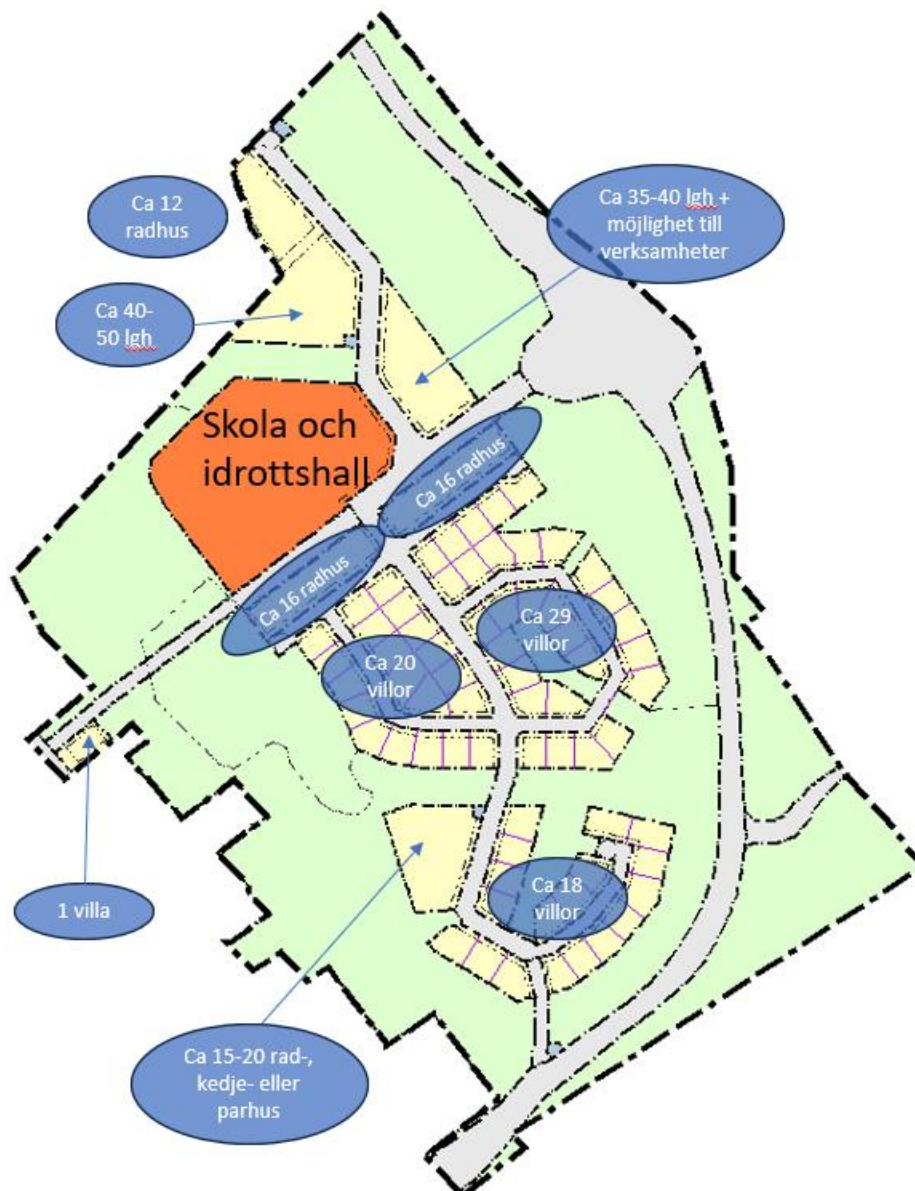 Ca 12
radhus
Ca 35-40 lgh +
möjlighet till
verksamheter
Ca 40-
50 lgh
Skola och
idrottshall
Ca 16 radhus
Ca 16 radhus
Ca 29
villor
Ca 20
villor
Ca 18
villor
1 villa
Ca 15-20 rad-,
kedje- eller
parhus